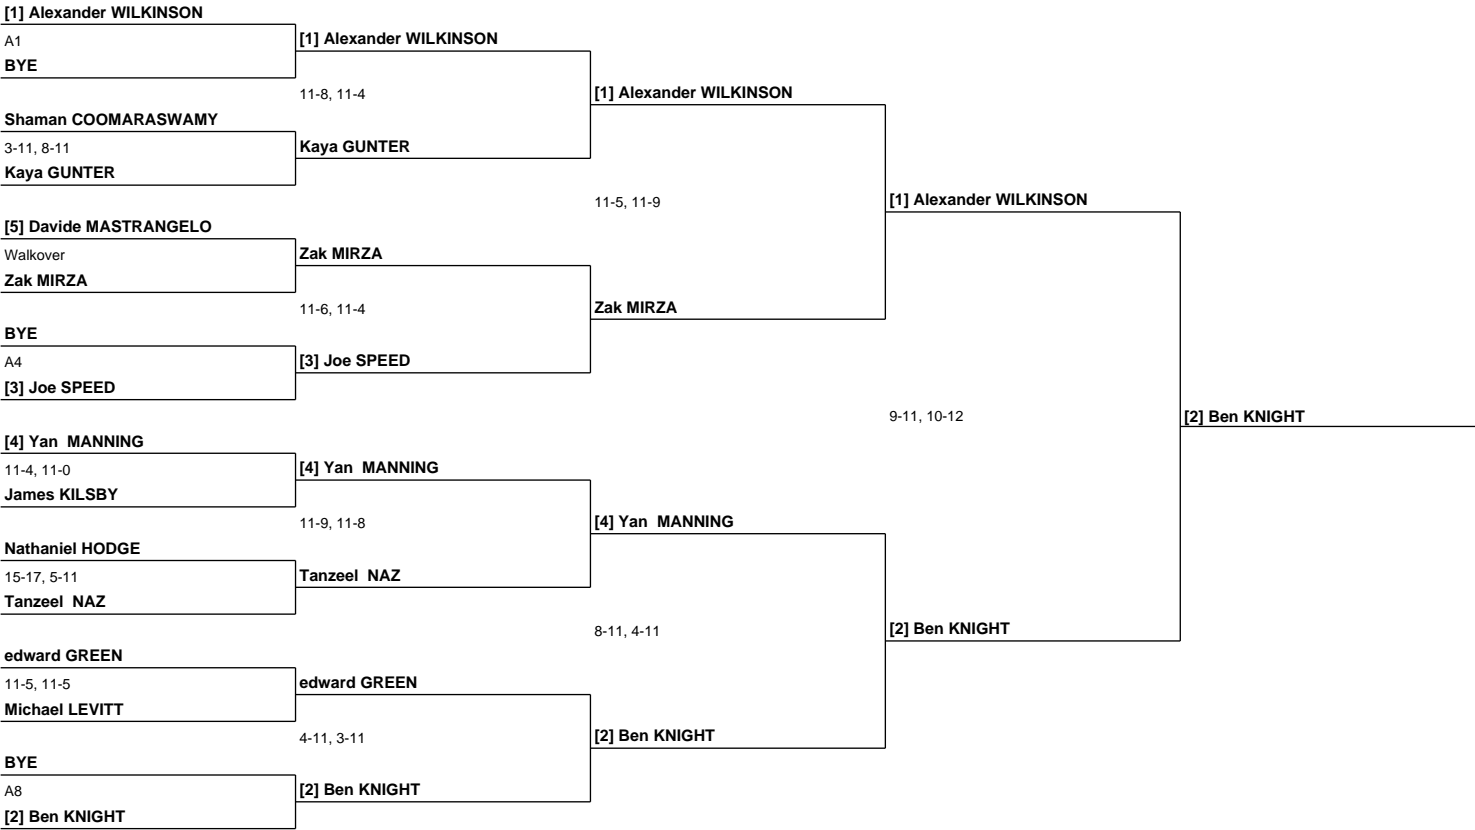 [1] Alexander WILKINSON
A1
BYE
Shaman COOMARASWAMY
3-11, 8-11
Kaya GUNTER
[5] Davide MASTRANGELO
Walkover
Zak MIRZA
BYE
A4
[3] Joe SPEED
[4] Yan  MANNING
11-4, 11-0
James KILSBY
Nathaniel HODGE
15-17, 5-11
Tanzeel  NAZ
edward GREEN
11-5, 11-5
Michael LEVITT
BYE
A8
[2] Ben KNIGHT
[1] Alexander WILKINSON
11-8, 11-4
Kaya GUNTER
Zak MIRZA
11-6, 11-4
[3] Joe SPEED
[4] Yan  MANNING
11-9, 11-8
Tanzeel  NAZ
edward GREEN
4-11, 3-11
[2] Ben KNIGHT
[1] Alexander WILKINSON
11-5, 11-9
Zak MIRZA
[4] Yan  MANNING
8-11, 4-11
[2] Ben KNIGHT
[1] Alexander WILKINSON
9-11, 10-12
[2] Ben KNIGHT
[2] Ben KNIGHT